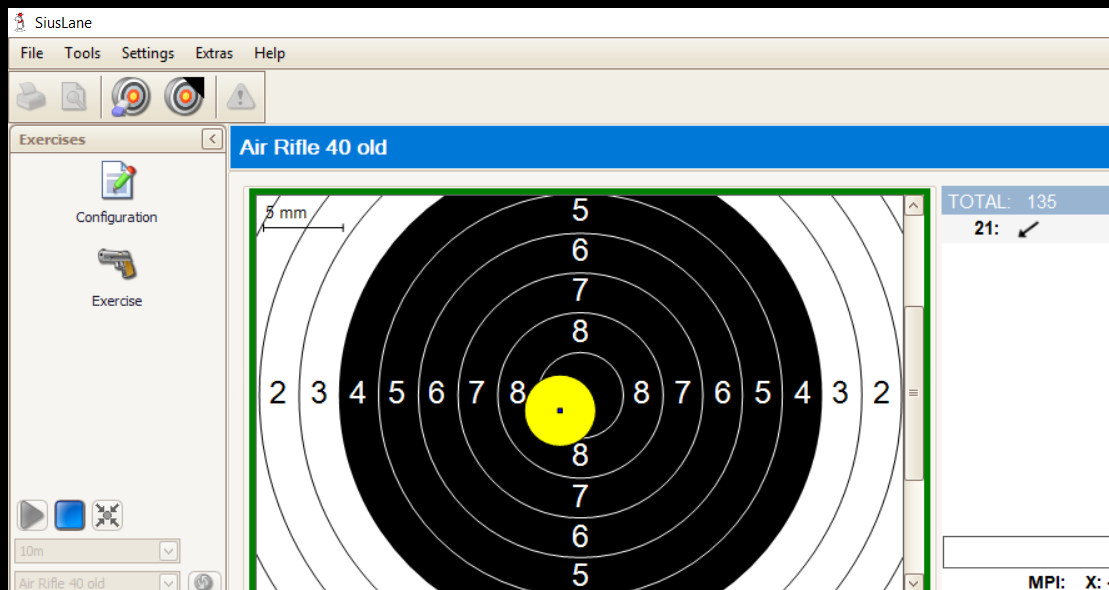 SiusLane
File Tools Settings Extras Help
Exercises
Configuration
Exercise
10m
Air Rifle 40 old
Air Rifle 40 old
5 mm
5
6
7
8
2 3 4 5 6 7 8 8 7 6 5 4 3 2
8
7
6
5
TOTAL: 135
21:
MPI: X: -